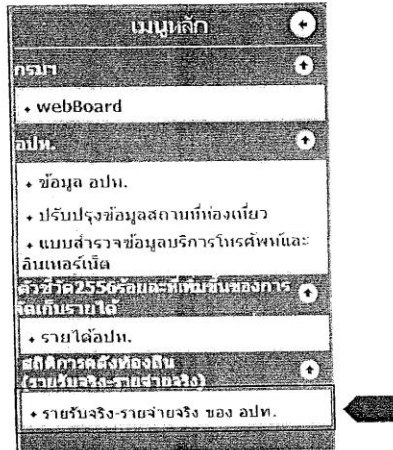 เมนูหลัก
กรมฯ
webBoard
อปท.
ข้อมูล อปท.
ปรับปรุงข้อมูลสถานที่ท่องเที่ยว
แบบสำรวจข้อมูลบริการโทรศัพท์และ
อินเทอร์เน็ต
ตัวชี้วัด2556ร้อยละที่เพิ่มขึ้นของการ
จัดเก็บรายได้
รายได้อปท.
สถิติการคลังท้องถิ่น
(รายรับจริง-รายจ่ายจริง)
รายรับจริง-รายจ่ายจริง ของ อปท.